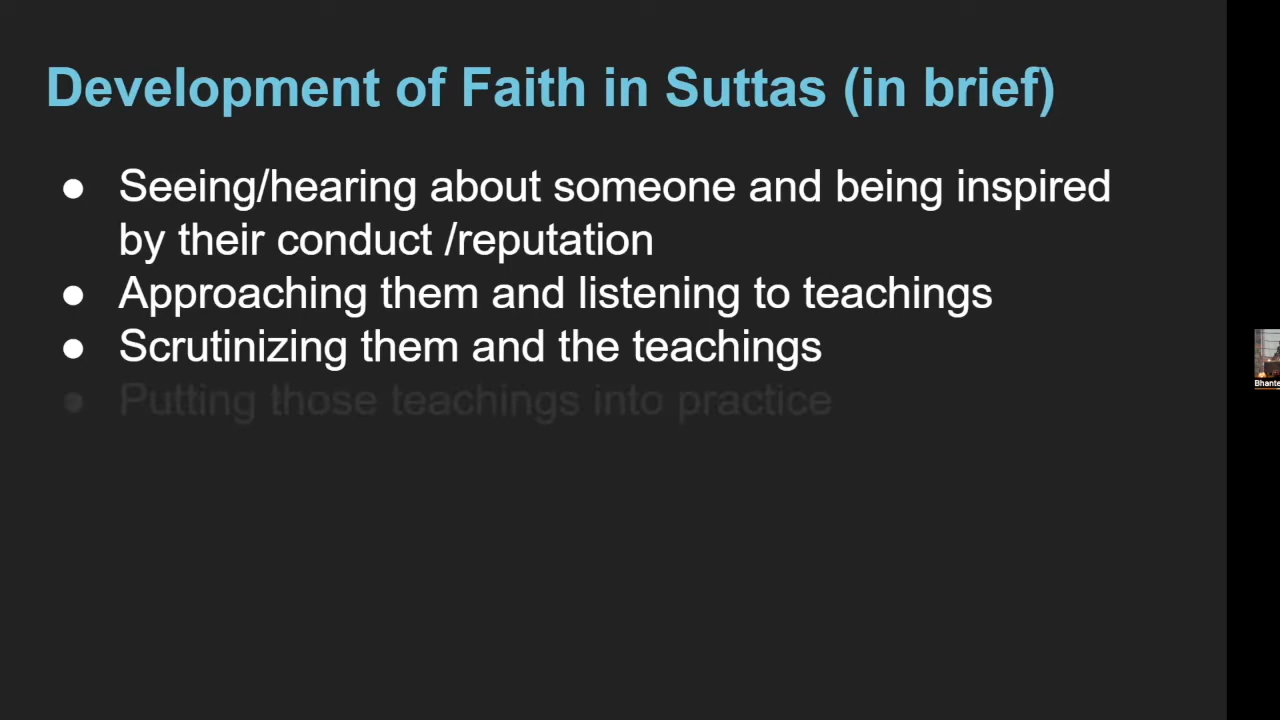 Development of Faith in Suttas (in brief)
● Seeing/hearing about someone and being inspired
by their conduct /reputation
● Approaching them and listening to teachings
● Scrutinizing them and the teachings
● Putting those teachings into practice
Bhante